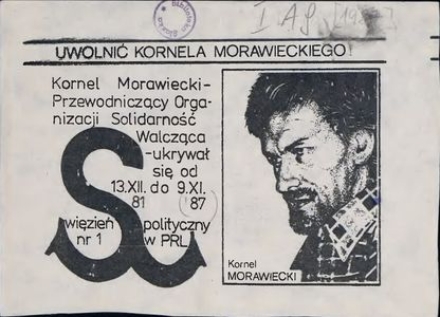 UWOLNIĆ KORNELA MORAWIECKIEGO!
Kornel Morawiecki-
Przewodniczący Orga-
nizacji Solidarność
Walcząca
-ukrywał
się od
13.XII. do 9.XI.
81 87
więzień polityczny
nr 1 w PRL
Kornel
MORAWIECKI